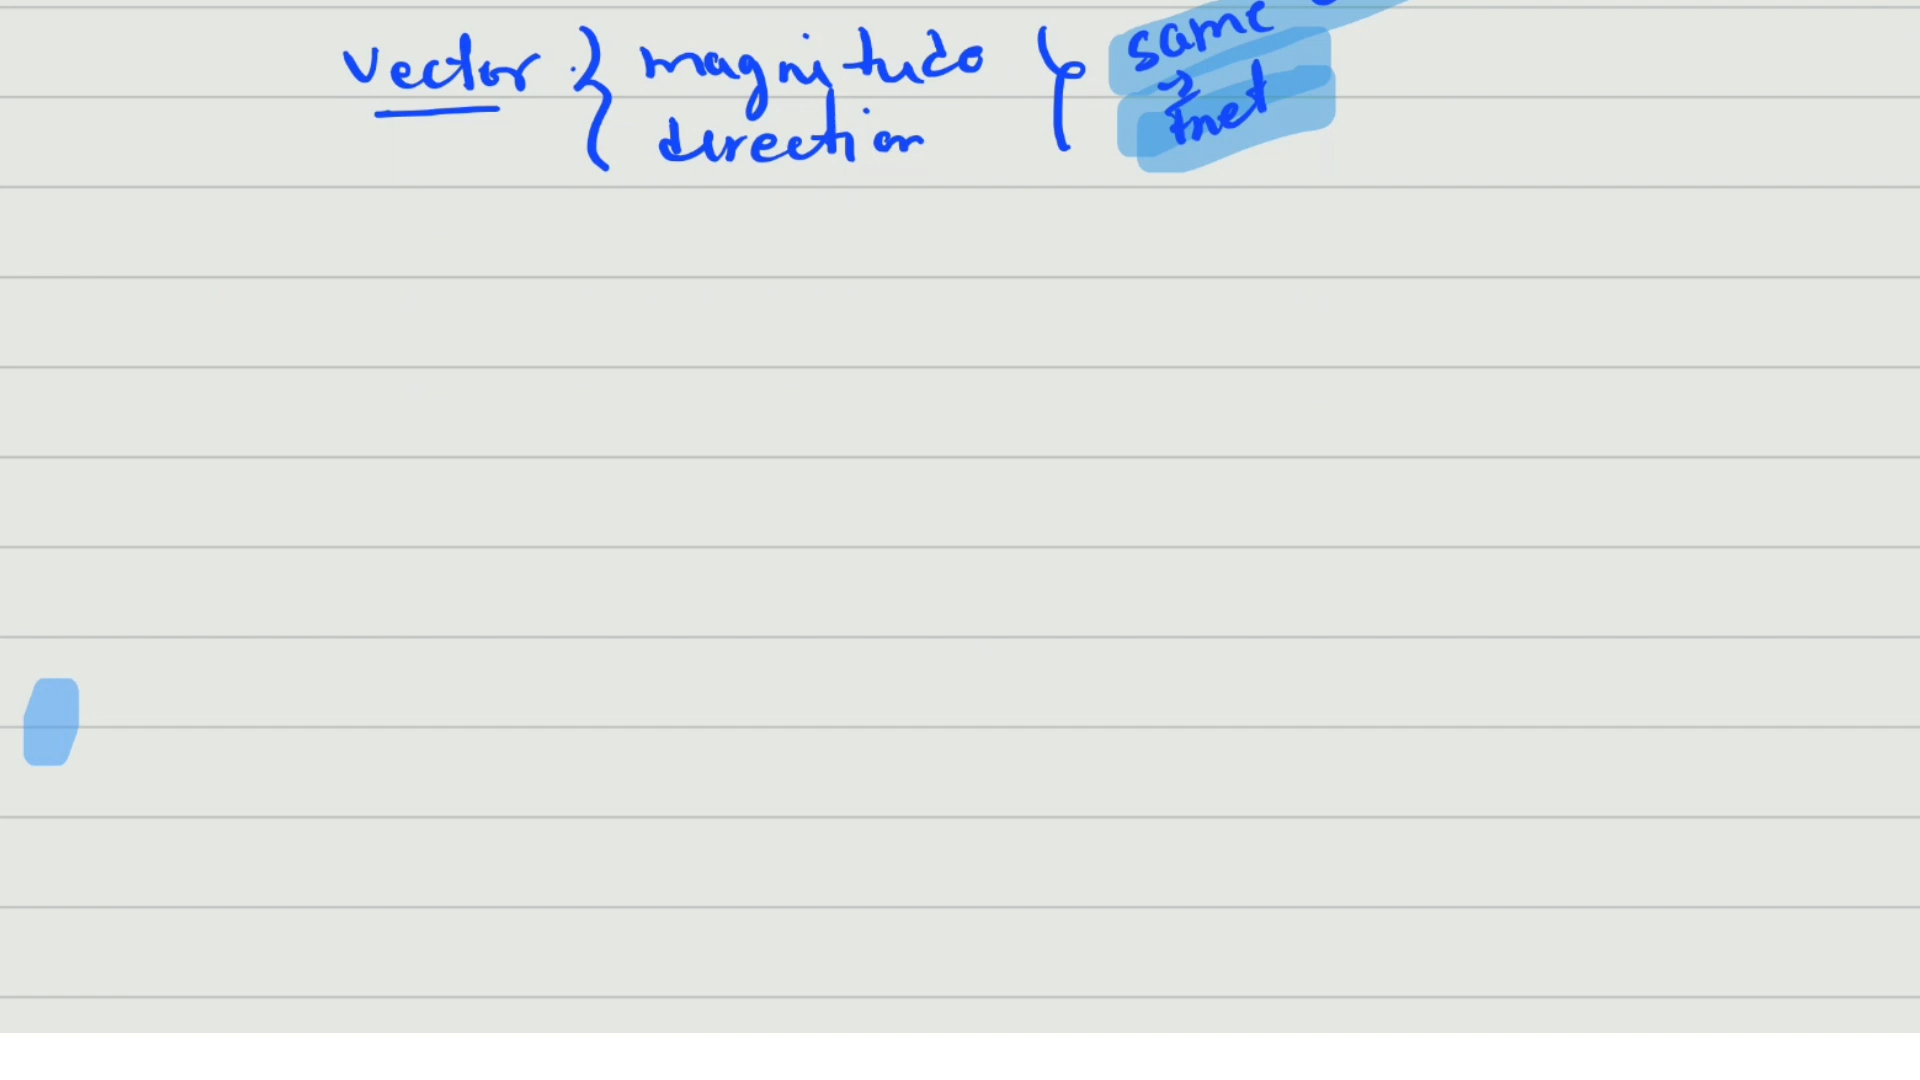 vector : { magnitude } same
direction Fnet